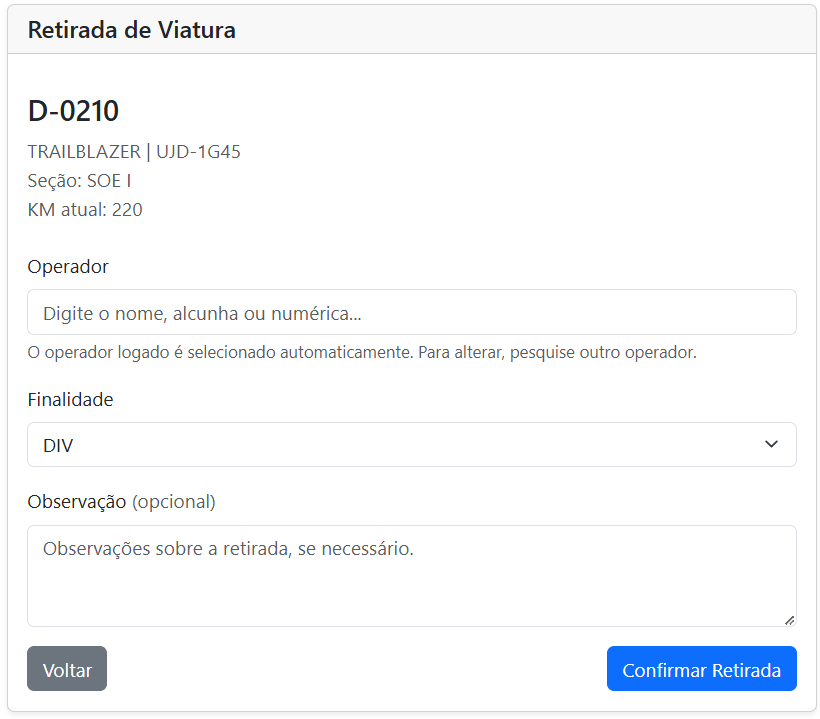 Retirada de Viatura
D-0210
TRAILBLAZER | UJD-1G45
Seção: SOE I
KM atual: 220
Operador
Digite o nome, alcunha ou numérica...
O operador logado é selecionado automaticamente. Para alterar, pesquise outro operador.
Finalidade
DIV
Observação (opcional)
Observações sobre a retirada, se necessário.
Voltar
Confirmar Retirada